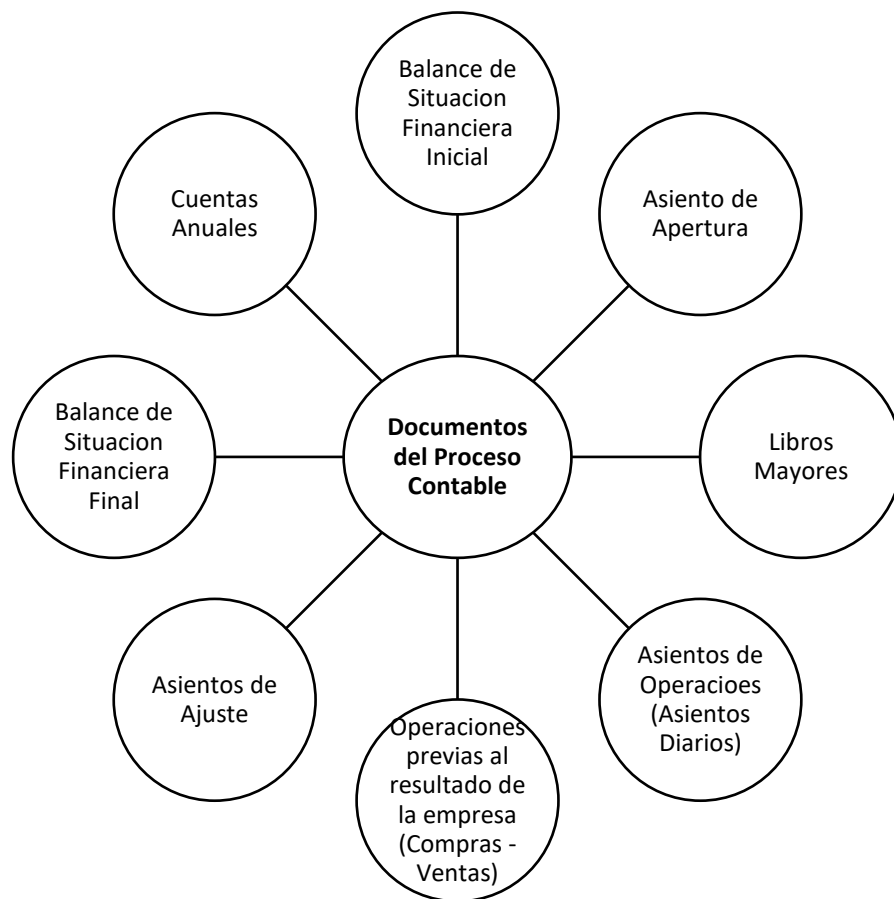 Balance de
Situacion
Financiera
Inicial
Asiento de
Apertura
Libros
Mayores
Asientos de
Operacioes
(Asientos
Diarios)
Operaciones
previas al
resultado de
la empresa
(Compras -
Ventas)
Asientos de
Ajuste
Balance de
Situacion
Financiera
Final
Cuentas
Anuales
Documentos
del Proceso
Contable